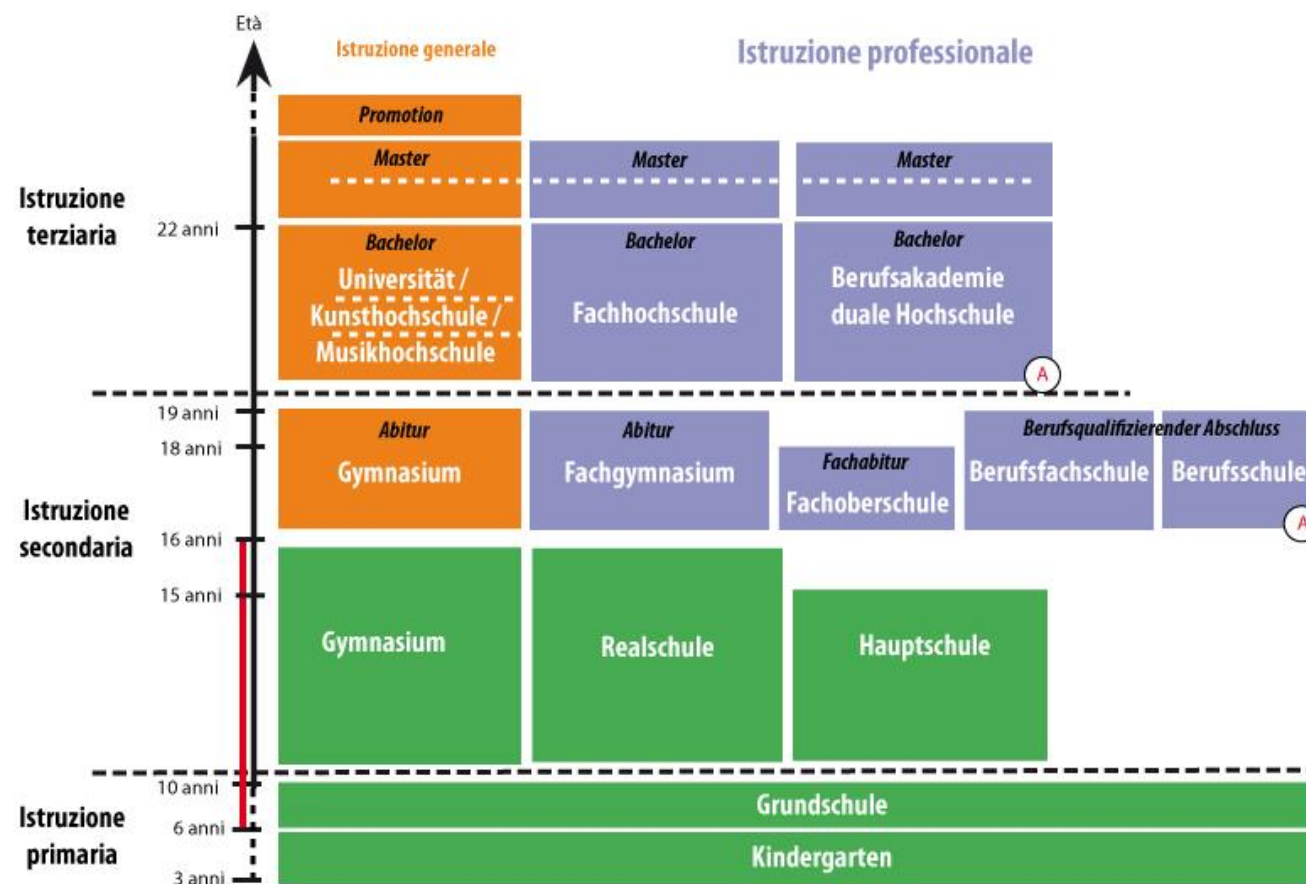 Età
Istruzione generale
Istruzione professionale
Promotion
Master
Master
Master
Istruzione
terziaria
22 anni
Bachelor
Universität /
Kunsthochschule /
Musikhochschule
Bachelor
Fachhochschule
Bachelor
Berufsakademie
duale Hochschule
A
19 anni
18 anni
Abitur
Gymnasium
Abitur
Fachgymnasium
Fachabitur
Fachoberschule
Berufsqualifizierender Abschluss
Berufsfachschule
Berufsschule
A
Istruzione
secondaria
16 anni
15 anni
Gymnasium
Realschule
Hauptschule
10 anni
Istruzione
primaria
6 anni
3 anni
Grundschule
Kindergarten